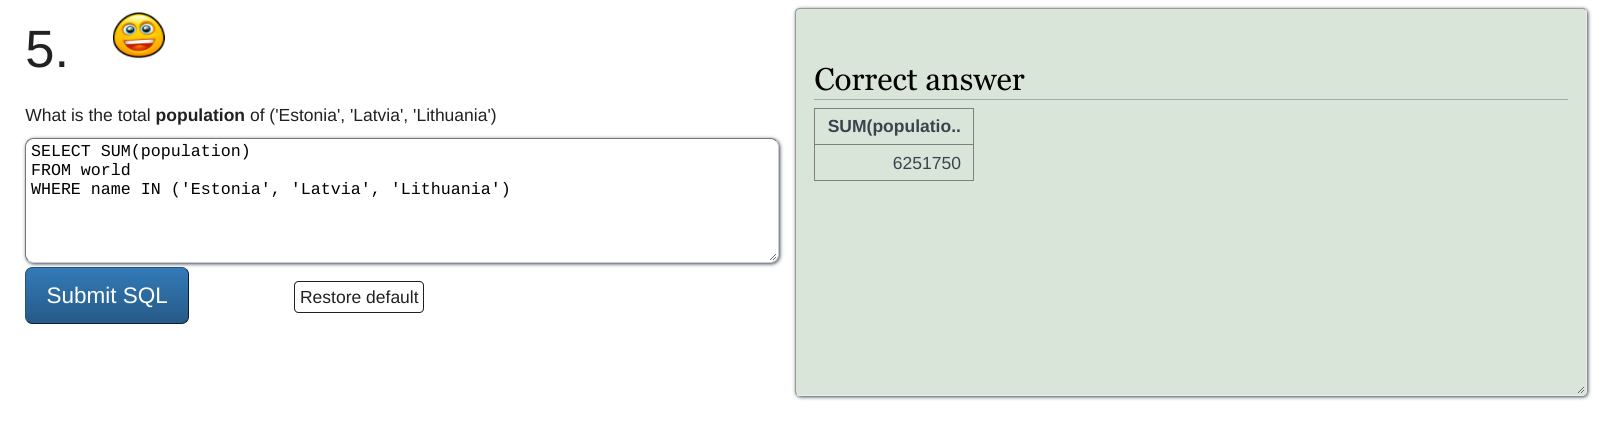 5.
What is the total population of ('Estonia', 'Latvia', 'Lithuania')
SELECT SUM(population)
FROM world
WHERE name IN ('Estonia', 'Latvia', 'Lithuania')
Submit SQL
Restore default
Correct answer
SUM(populatio..
6251750